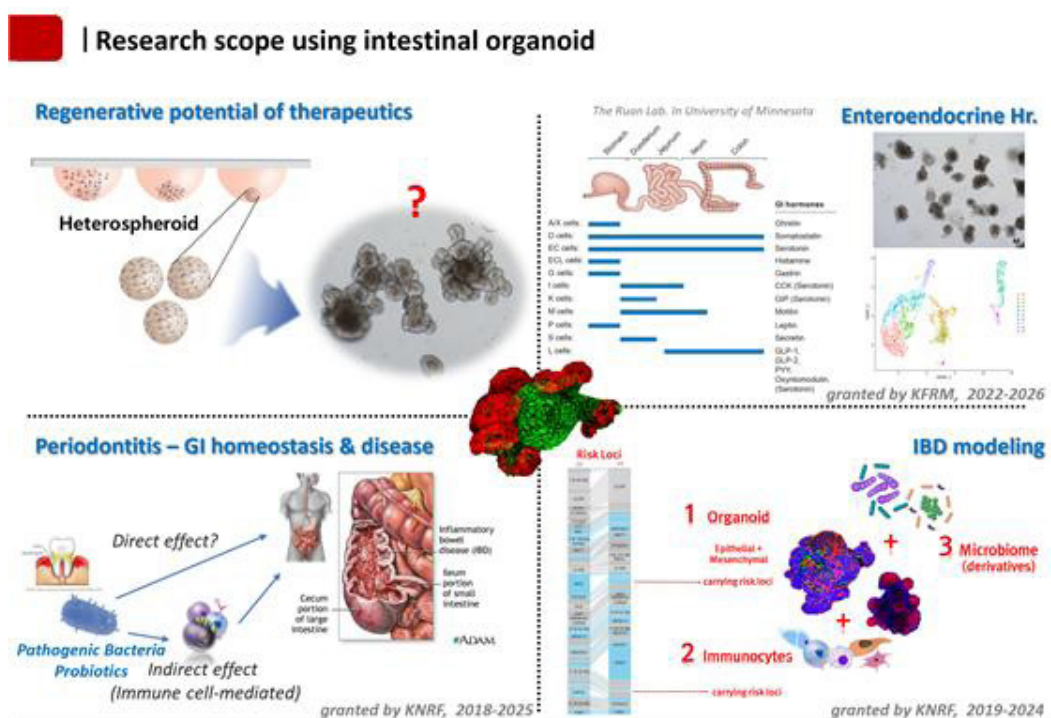 | Research scope using intestinal organoid
Regenerative potential of therapeutics
Heterospheroid
?
The Ruan Lab. In University of Minnesota
Enteroendocrine Hr.
Stomach
Duodenum
Jejunum
Ileum
Colon
GI hormones
A/X cells: Ghrelin
D cells: Somatostatin
EC cells: Serotonin
ECL cells: Histamine
G cells: Gastrin
I cells: CCK (Serotonin)
K cells: GIP (Serotonin)
M cells: Motilin
P cells: Leptin
S cells: Secretin
L cells: GLP-1,
GLP-2,
PYY,
Oxyntomodulin,
(Serotonin)
granted by KFRM, 2022-2026
Periodontitis – GI homeostasis & disease
Direct effect?
Pathogenic Bacteria
Probiotics
Indirect effect
(Immune cell-mediated)
Inflammatory
bowel
disease (IBD)
Ileum
portion
of small
intestine
Cecum
portion
of large
intestine
ADAM
granted by KNRF, 2018-2025
IBD modeling
Risk Loci
1 Organoid
Epithelial +
Mesenchymal
carrying risk loci
+
3 Microbiome
(derivatives)
+
2 Immunocytes
carrying risk loci
granted by KNRF, 2019-2024